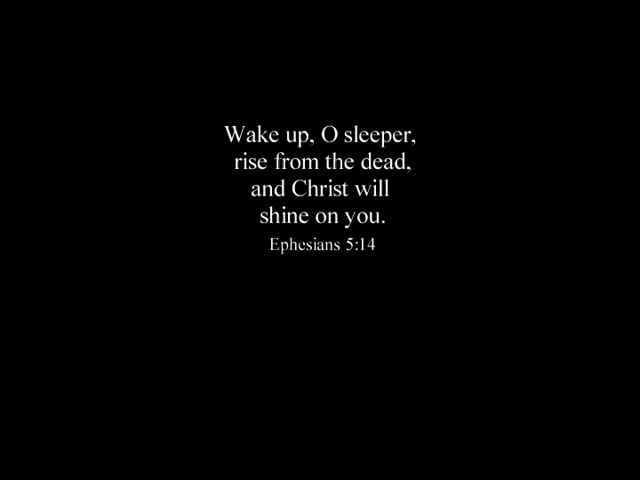 Wake up, O sleeper,
rise from the dead,
and Christ will
shine on you.
Ephesians 5:14